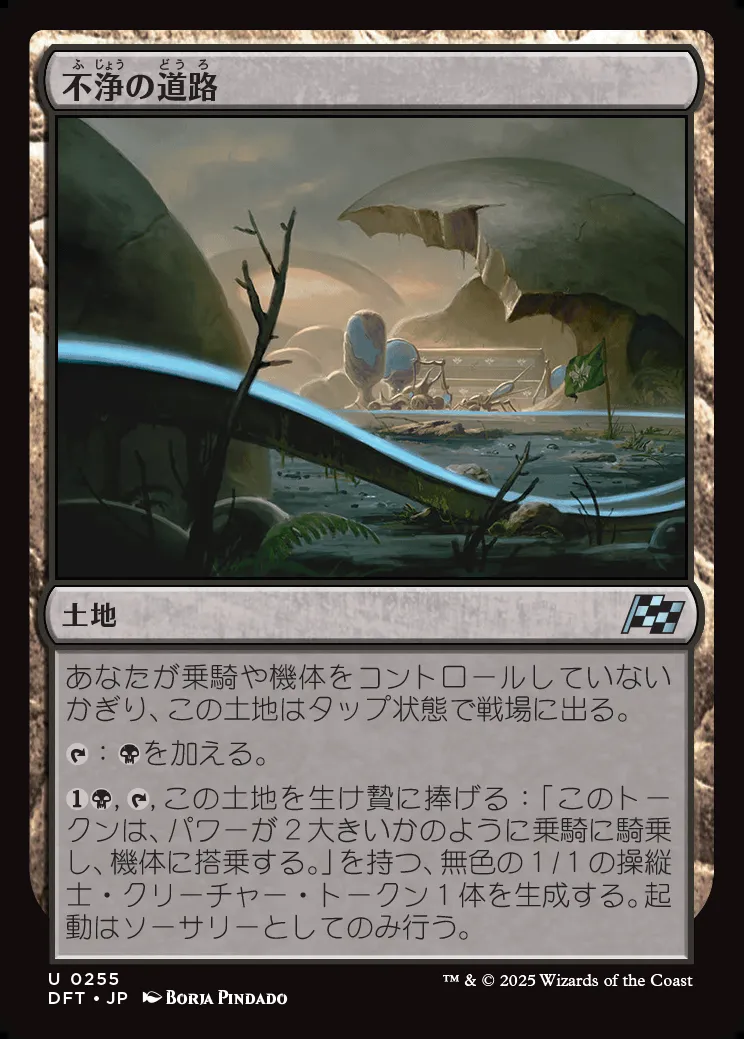 不浄の道路
ふじょう どうろ
土地
あなたが乗騎や機体をコントロールしていない
かぎり、この土地はタップ状態で戦場に出る。
：を加える。
1, , この土地を生け贄に捧げる：「このトー
クンは、パワーが２大きいかのように乗騎に騎乗
し、機体に搭乗する。」を持つ、無色の１/１の操縦
士・クリーチャー・トークン１体を生成する。起
動はソーサリーとしてのみ行う。
U 0255
DFT • JP Borja Pindado
™ & © 2025 Wizards of the Coast